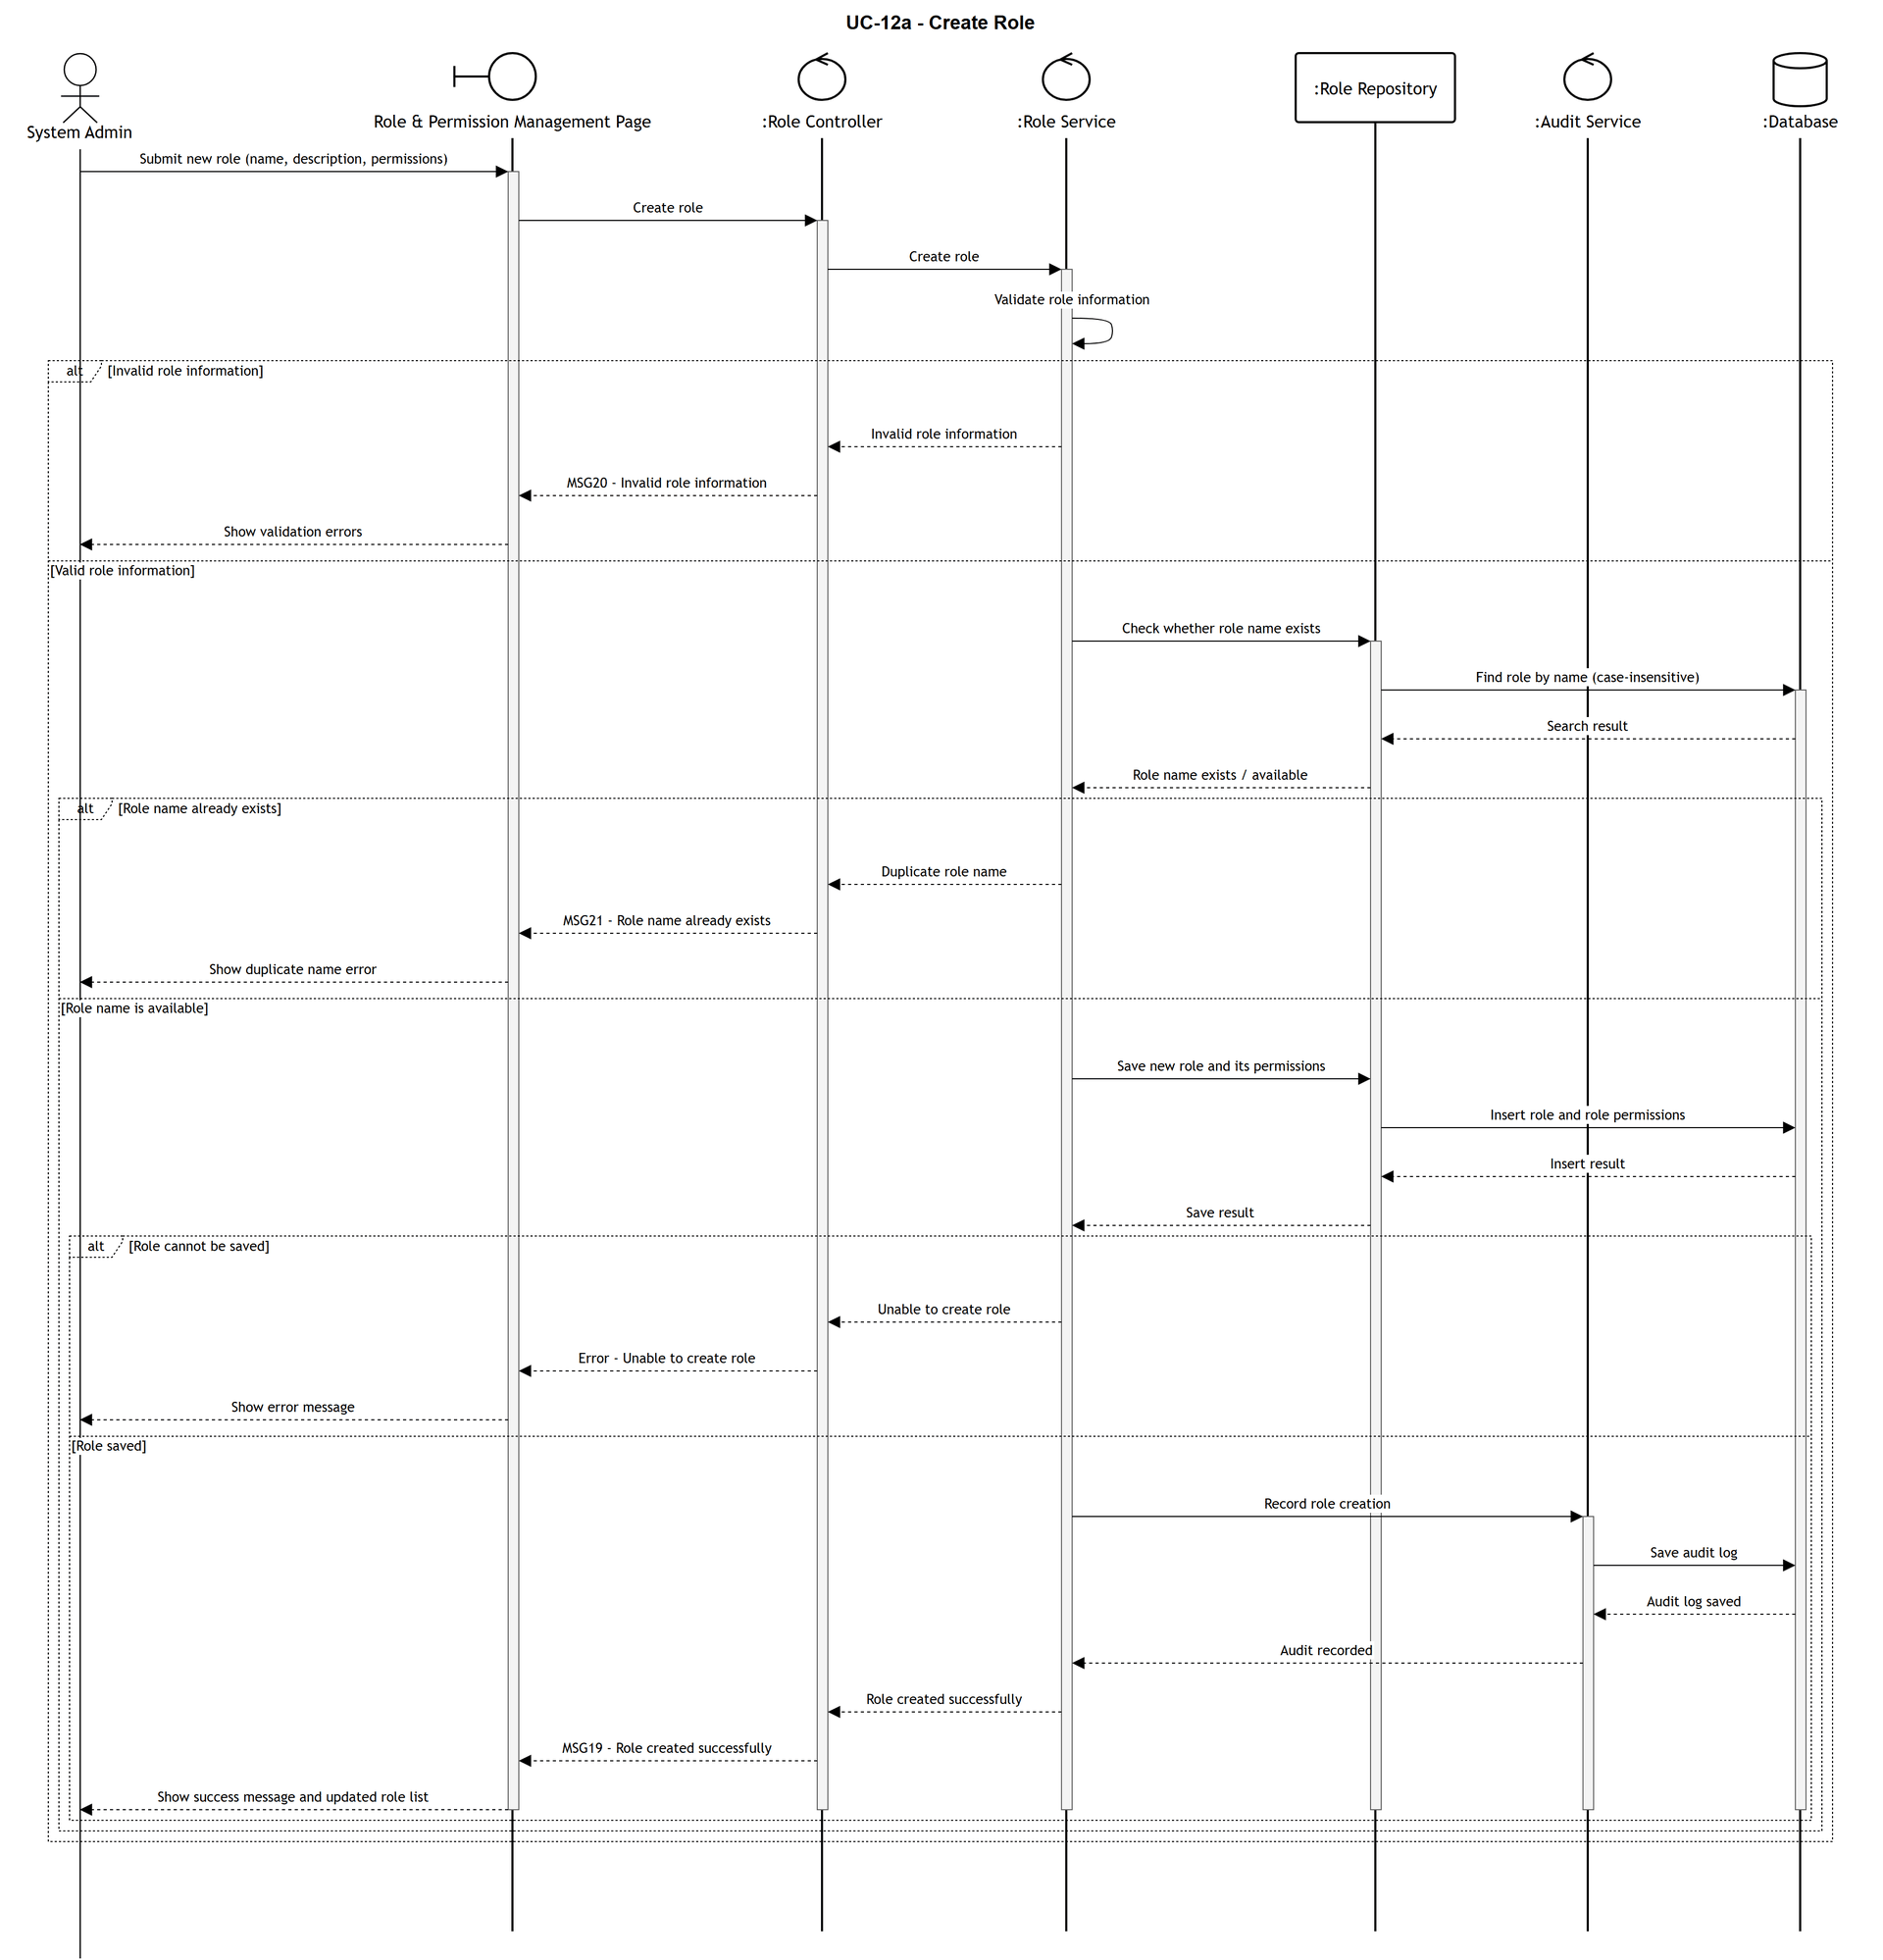 UC-12a - Create Role
System Admin
Role & Permission Management Page
:Role Controller
:Role Service
:Role Repository
:Audit Service
:Database
Submit new role (name, description, permissions)
Create role
Create role
Validate role information
alt [Invalid role information]
Invalid role information
MSG20 - Invalid role information
Show validation errors
[Valid role information]
Check whether role name exists
Find role by name (case-insensitive)
Search result
Role name exists / available
alt [Role name already exists]
Duplicate role name
MSG21 - Role name already exists
Show duplicate name error
[Role name is available]
Save new role and its permissions
Insert role and role permissions
Insert result
Save result
alt [Role cannot be saved]
Unable to create role
Error - Unable to create role
Show error message
[Role saved]
Record role creation
Save audit log
Audit log saved
Audit recorded
Role created successfully
MSG19 - Role created successfully
Show success message and updated role list